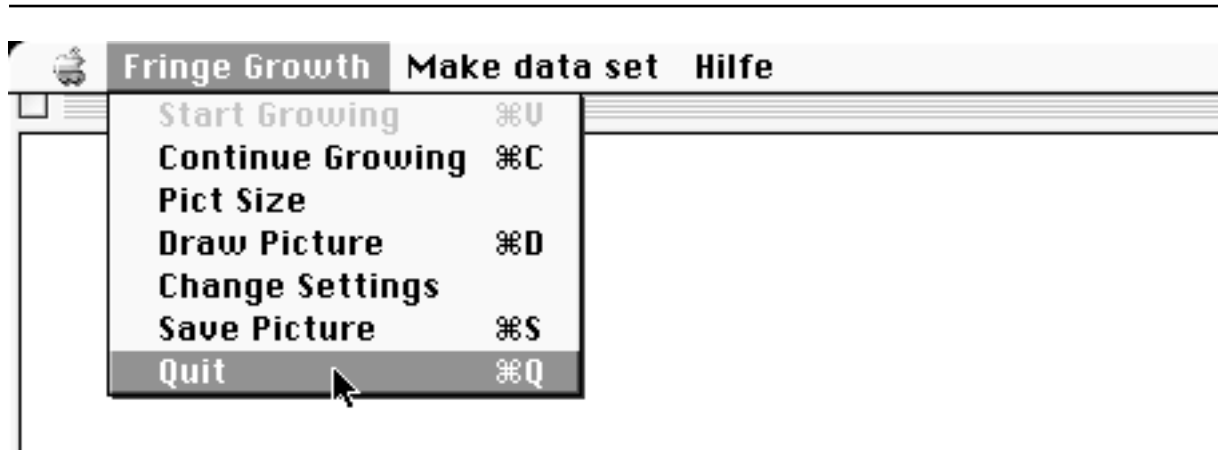 Fringe Growth Make data set Hilfe
Start Growing ⌘V
Continue Growing ⌘C
Pict Size
Draw Picture ⌘D
Change Settings
Save Picture ⌘S
Quit ⌘Q